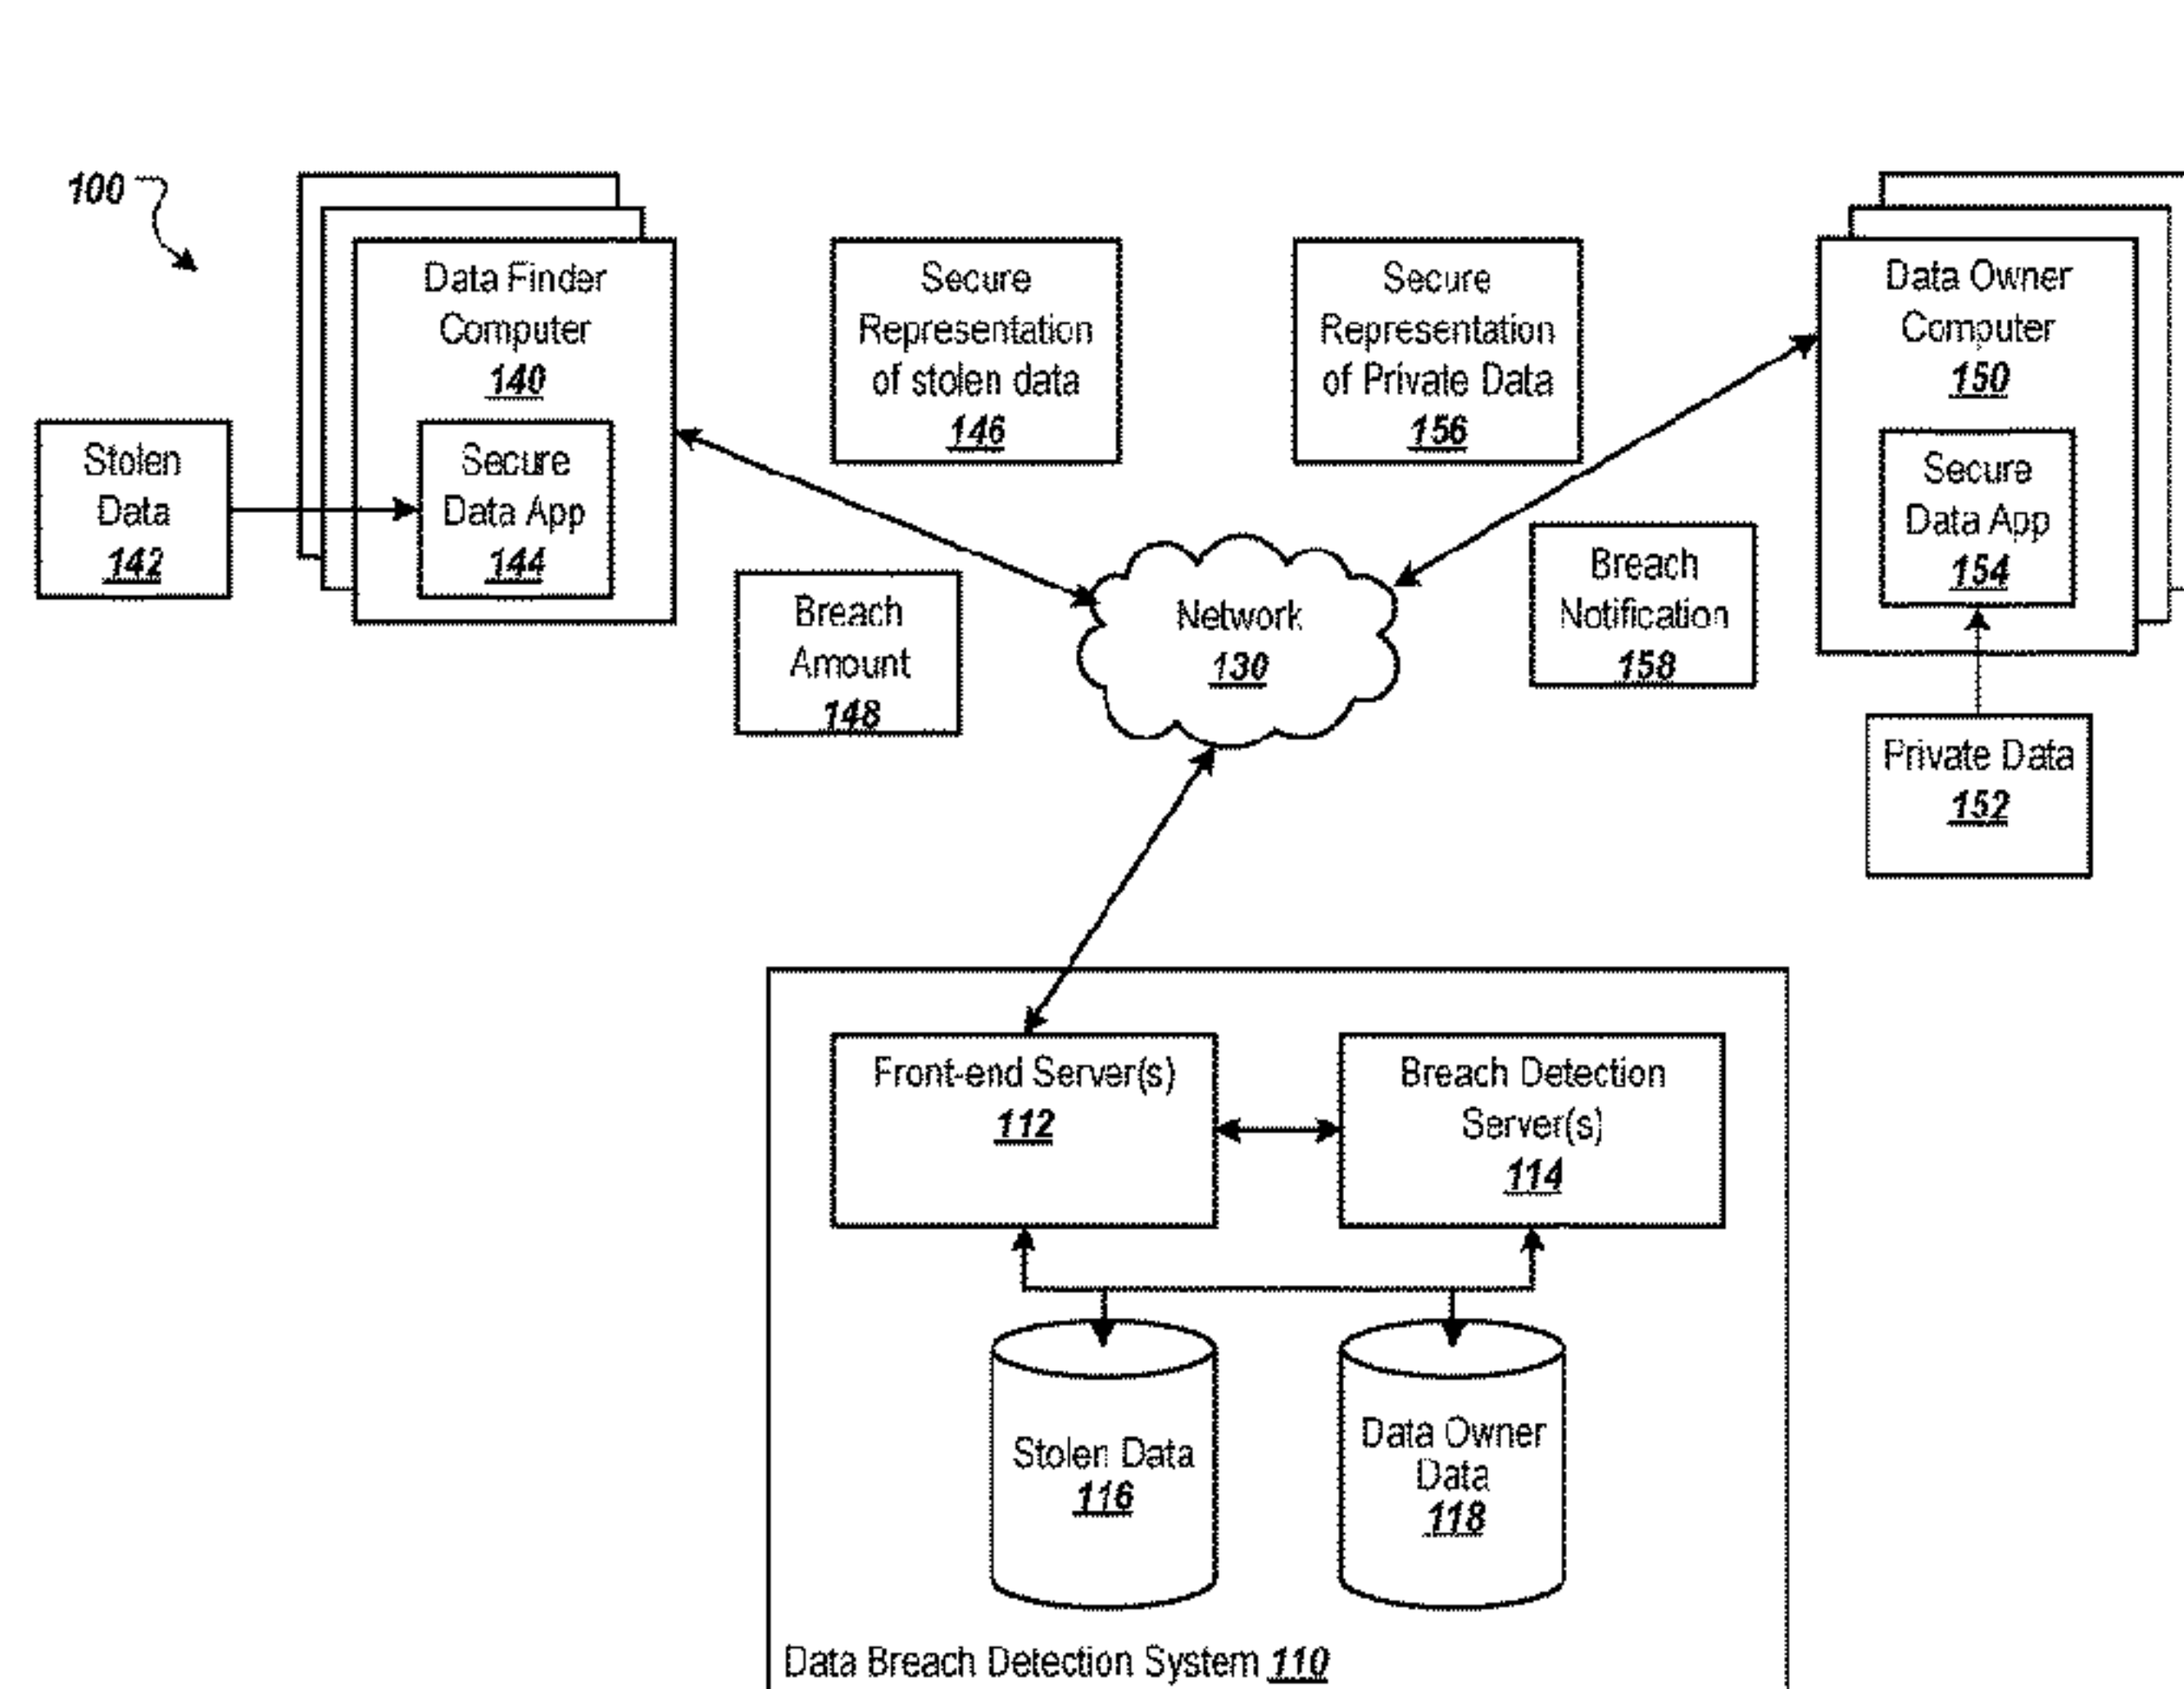 100
Data Finder
Computer
140
Secure
Data App
144
Stolen
Data
142
Secure
Representation
of stolen data
146
Secure
Representation
of Private Data
156
Data Owner
Computer
150
Secure
Data App
154
Breach
Amount
148
Network
130
Breach
Notification
158
Private Data
152
Front-end Server(s)
112
Breach Detection
Server(s)
114
Stolen Data
116
Data Owner
Data
118
Data Breach Detection System 110